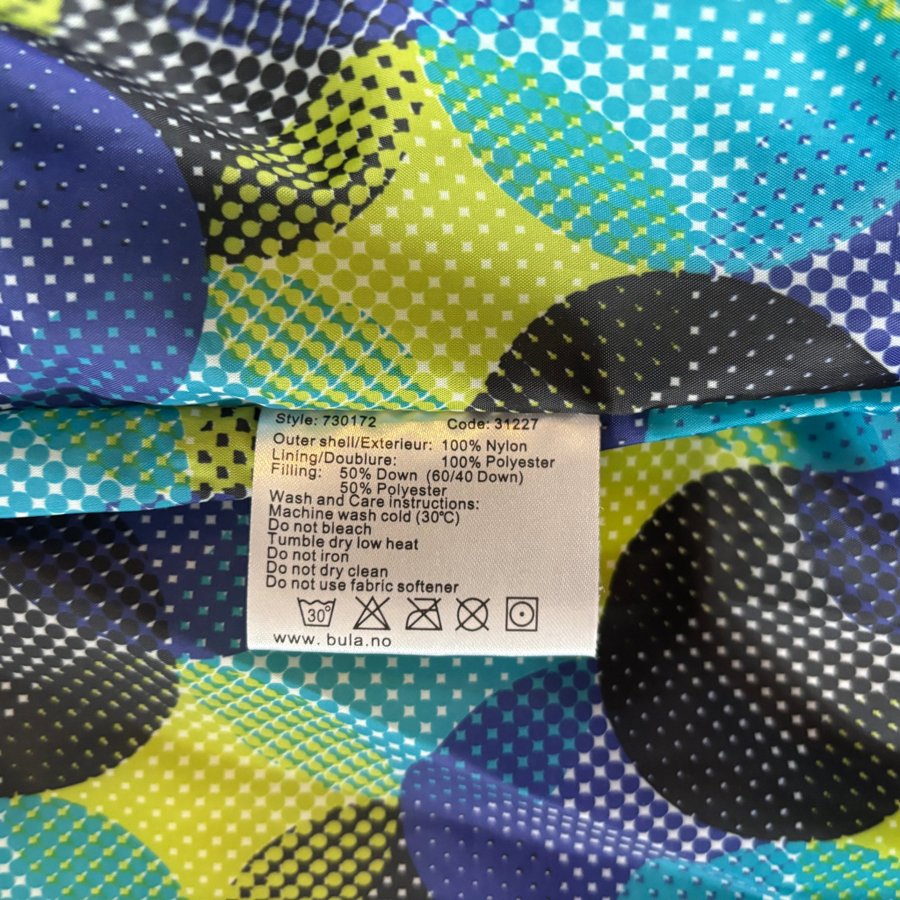 Style: 730172 Code: 31227
Outer shell/Exterieur: 100% Nylon
Lining/Doublure: 100% Polyester
Filling: 50% Down (60/40 Down)
50% Polyester
Wash and Care instructions:
Machine wash cold (30°C)
Do not bleach
Tumble dry low heat
Do not iron
Do not dry clean
Do not use fabric softener
30°
www. bula.no